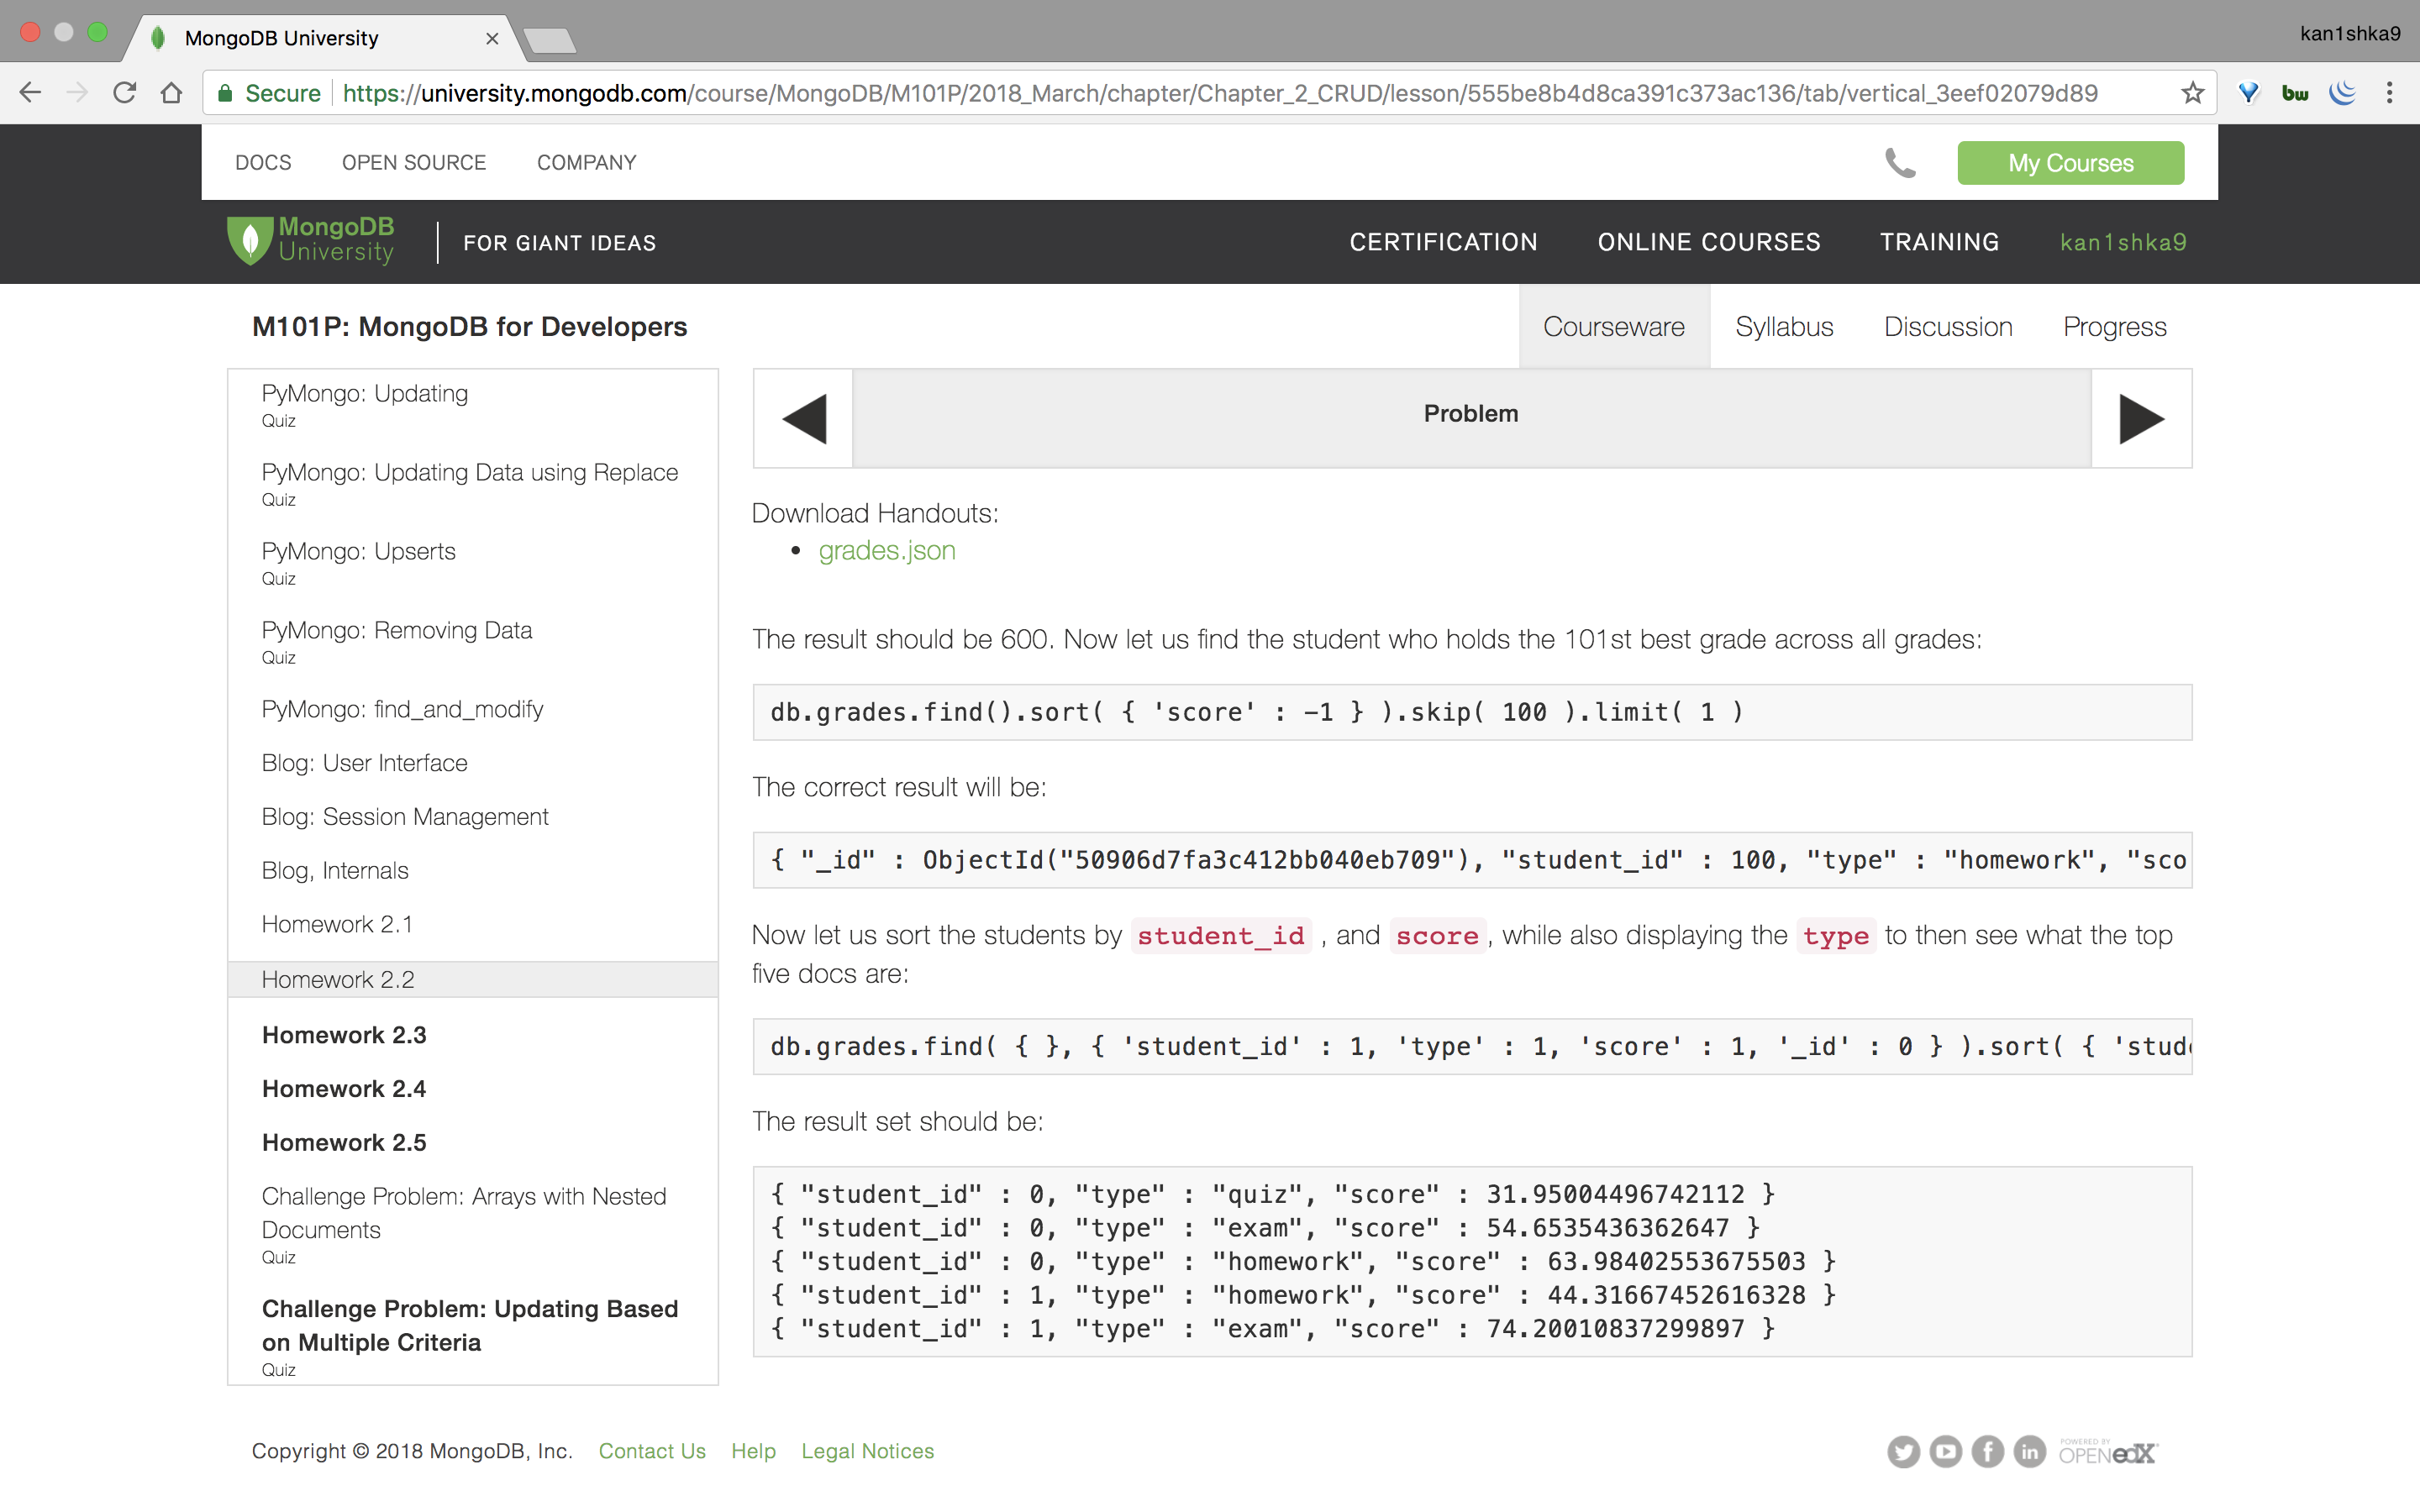 MongoDB University
kan1shka9
Secure https://university.mongodb.com/course/MongoDB/M101P/2018_March/chapter/Chapter_2_CRUD/lesson/555be8b4d8ca391c373ac136/tab/vertical_3eef02079d89
bw
DOCS OPEN SOURCE COMPANY
My Courses
MongoDB
University
FOR GIANT IDEAS
CERTIFICATION ONLINE COURSES TRAINING kan1shka9
M101P: MongoDB for Developers
Courseware Syllabus Discussion Progress
PyMongo: Updating
Quiz
PyMongo: Updating Data using Replace
Quiz
PyMongo: Upserts
Quiz
PyMongo: Removing Data
Quiz
PyMongo: find_and_modify
Blog: User Interface
Blog: Session Management
Blog, Internals
Homework 2.1
Homework 2.2
Homework 2.3
Homework 2.4
Homework 2.5
Challenge Problem: Arrays with Nested
Documents
Quiz
Challenge Problem: Updating Based
on Multiple Criteria
Quiz
Problem
Download Handouts:
• grades.json
The result should be 600. Now let us find the student who holds the 101st best grade across all grades:
db.grades.find().sort( { 'score' : -1 } ).skip( 100 ).limit( 1 )
The correct result will be:
{ "_id" : ObjectId("50906d7fa3c412bb040eb709"), "student_id" : 100, "type" : "homework", "sco
Now let us sort the students by student_id , and score , while also displaying the type to then see what the top
five docs are:
db.grades.find( { }, { 'student_id' : 1, 'type' : 1, 'score' : 1, '_id' : 0 } ).sort( { 'stud
The result set should be:
{ "student_id" : 0, "type" : "quiz", "score" : 31.95004496742112 }
{ "student_id" : 0, "type" : "exam", "score" : 54.6535436362647 }
{ "student_id" : 0, "type" : "homework", "score" : 63.98402553675503 }
{ "student_id" : 1, "type" : "homework", "score" : 44.31667452616328 }
{ "student_id" : 1, "type" : "exam", "score" : 74.20010837299897 }
Copyright © 2018 MongoDB, Inc. Contact Us Help Legal Notices
POWERED BY
OPEN edX